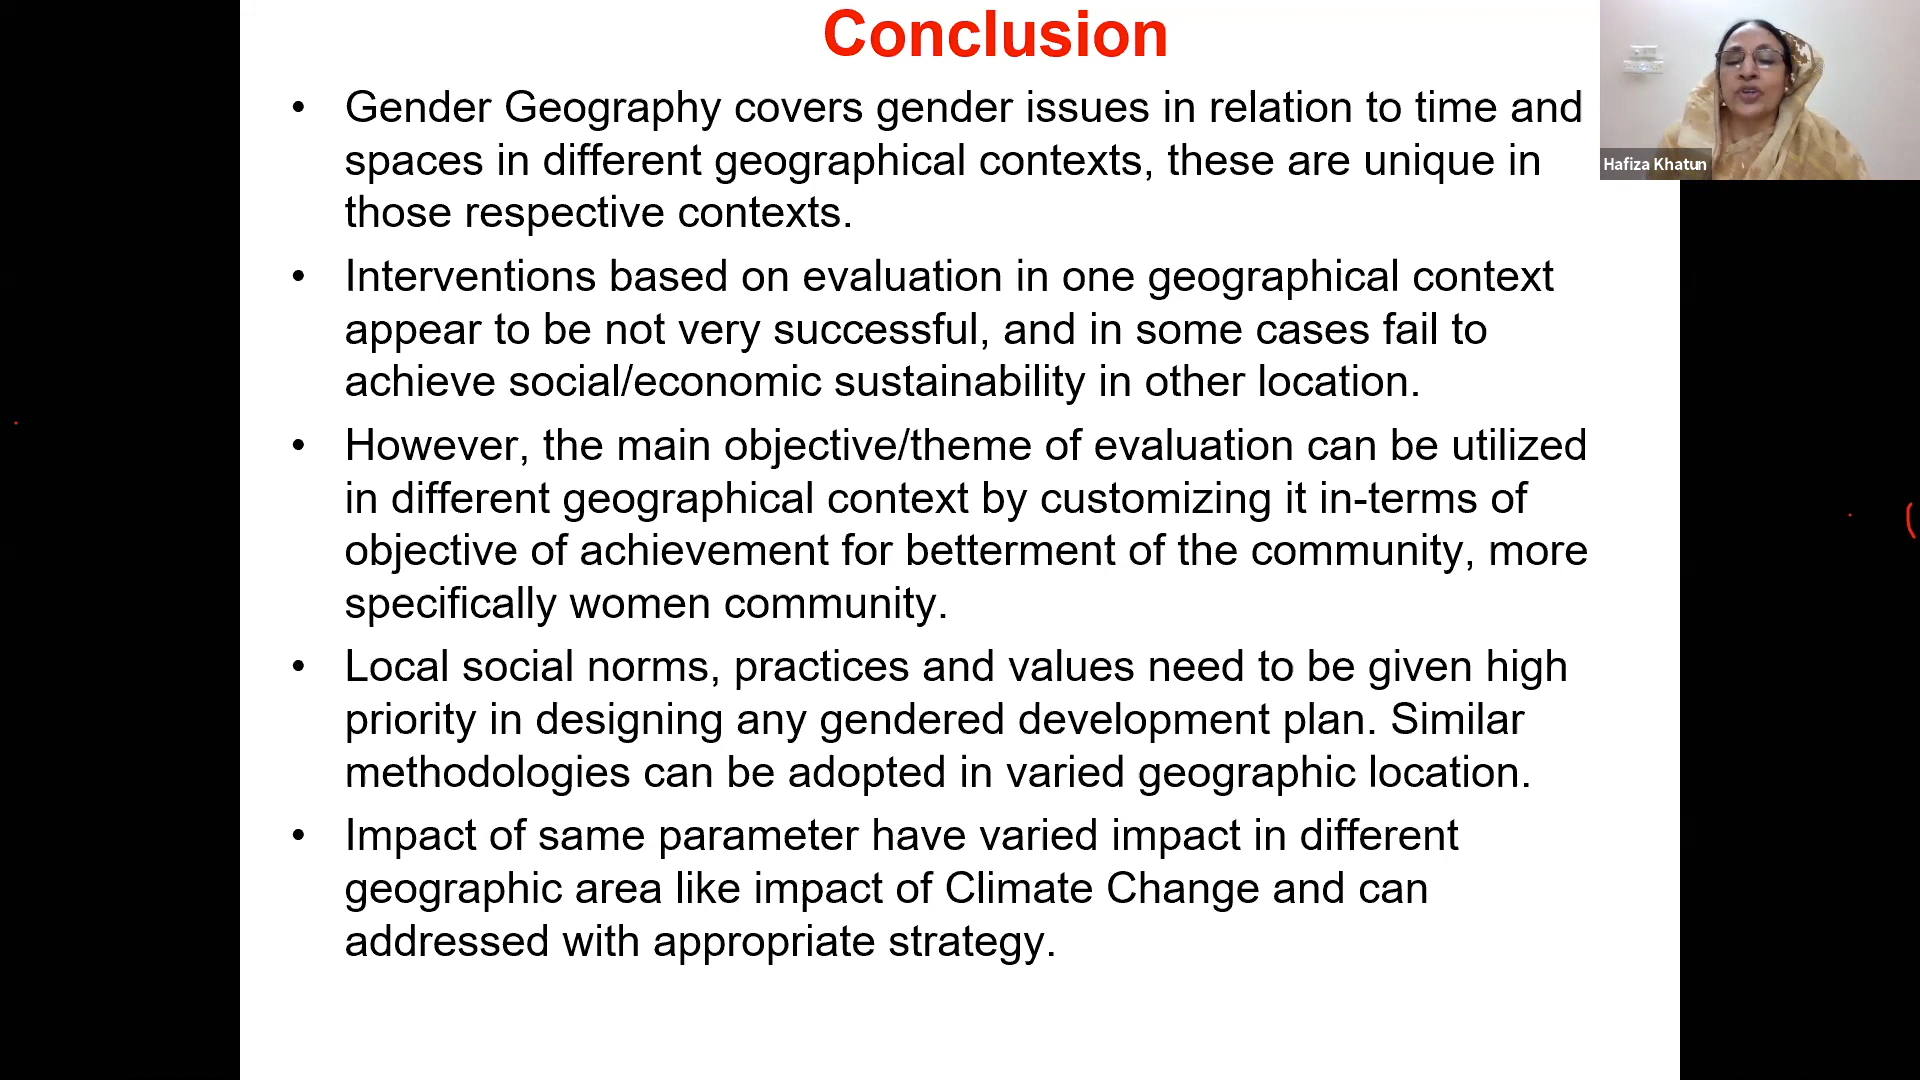 Conclusion
• Gender Geography covers gender issues in relation to time and
spaces in different geographical contexts, these are unique in
those respective contexts.
• Interventions based on evaluation in one geographical context
appear to be not very successful, and in some cases fail to
achieve social/economic sustainability in other location.
• However, the main objective/theme of evaluation can be utilized
in different geographical context by customizing it in-terms of
objective of achievement for betterment of the community, more
specifically women community.
• Local social norms, practices and values need to be given high
priority in designing any gendered development plan. Similar
methodologies can be adopted in varied geographic location.
• Impact of same parameter have varied impact in different
geographic area like impact of Climate Change and can
addressed with appropriate strategy.
Hafiza Khatun